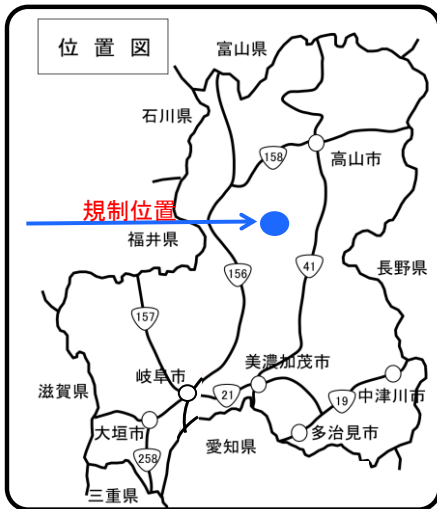 位置図
富山県
石川県
158
高山市
規制位置
福井県
156
41
長野県
157
美濃加茂市
岐阜市
滋賀県
21
19
中津川市
大垣市
愛知県
多治見市
258
三重県